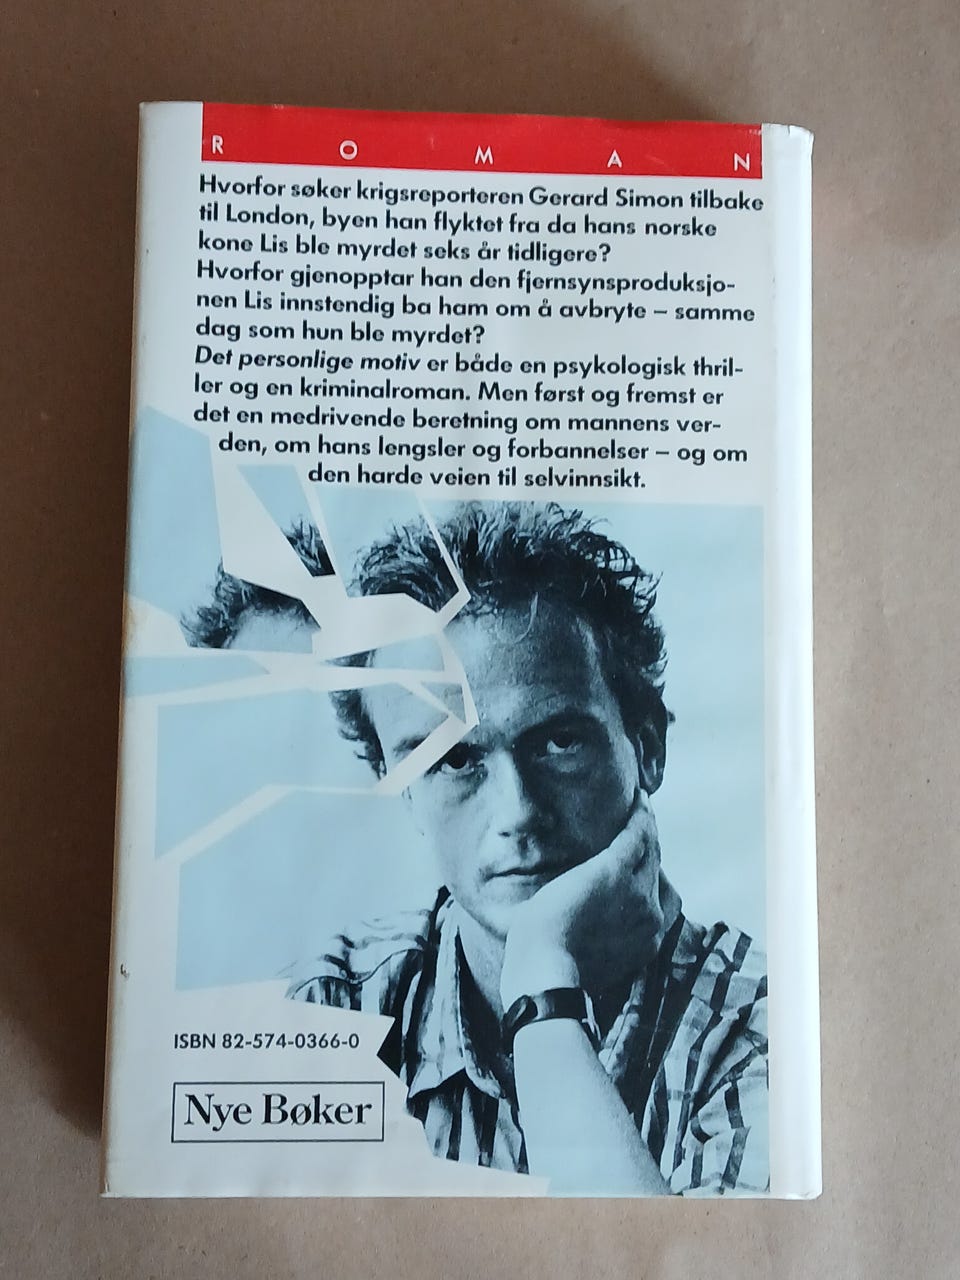 ROMAN
Hvorfor søker krigsreporteren Gerard Simon tilbake
til London, byen han flyktet fra da hans norske
kone Lis ble myrdet seks år tidligere?
Hvorfor gjenopptar han den fjernsynsproduksjo-
nen Lis innstendig ba ham om å avbryte – samme
dag som hun ble myrdet?
Det personlige motiv er både en psykologisk thril-
ler og en kriminalroman. Men først og fremst er
det en medrivende beretning om mannens ver-
den, om hans lengsler og forbannelser – og om
den harde veien til selvinnsikt.
ISBN 82-574-0366-0
Nye Bøker